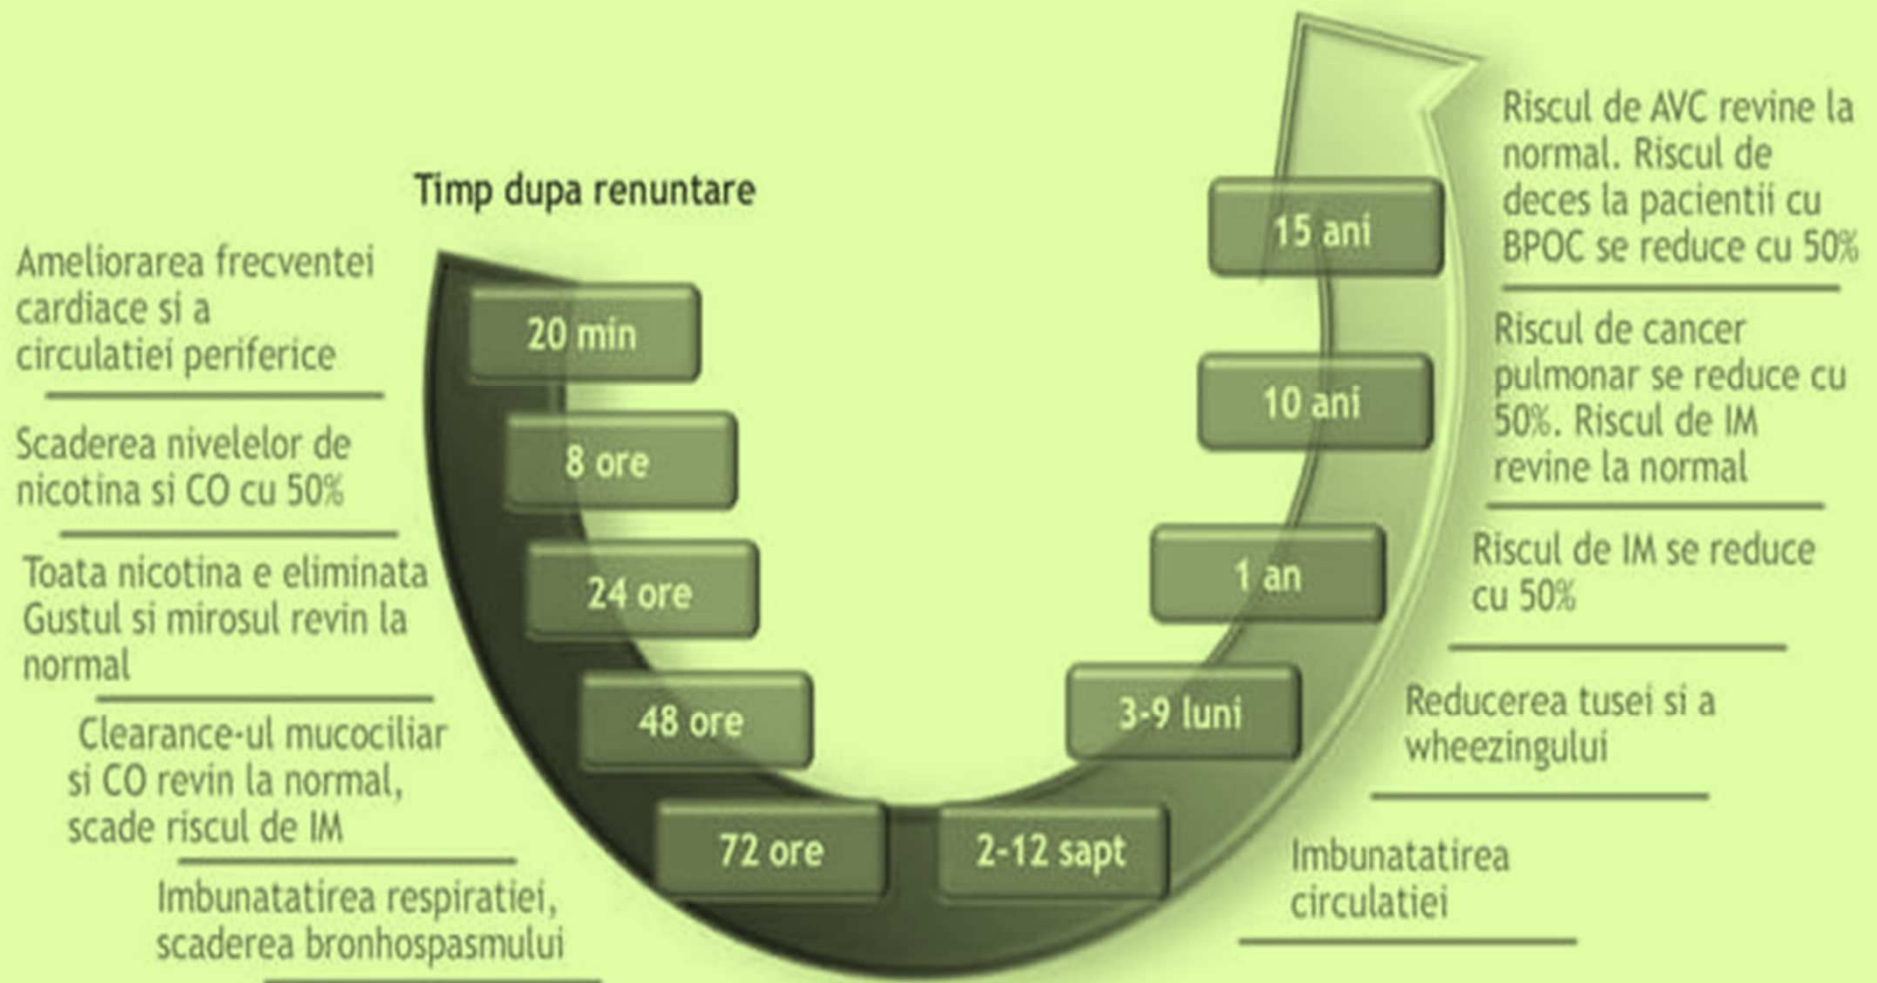 Timp dupa renuntare
20 min
Ameliorarea frecventei
cardiace si a
circulatiei periferice
8 ore
Scaderea nivelelor de
nicotina si CO cu 50%
24 ore
Toata nicotina e eliminata
Gustul si mirosul revin la
normal
48 ore
Clearance-ul mucociliar
si CO revin la normal,
scade riscul de IM
72 ore
Imbunatatirea respiratiei,
scaderea bronhospasmului
2-12 sapt
Imbunatatirea
circulatiei
3-9 luni
Reducerea tusei si a
wheezingului
1 an
Riscul de IM se reduce
cu 50%
10 ani
Riscul de cancer
pulmonar se reduce cu
50%. Riscul de IM
revine la normal
15 ani
Riscul de AVC revine la
normal. Riscul de
deces la pacientii cu
BPOC se reduce cu 50%